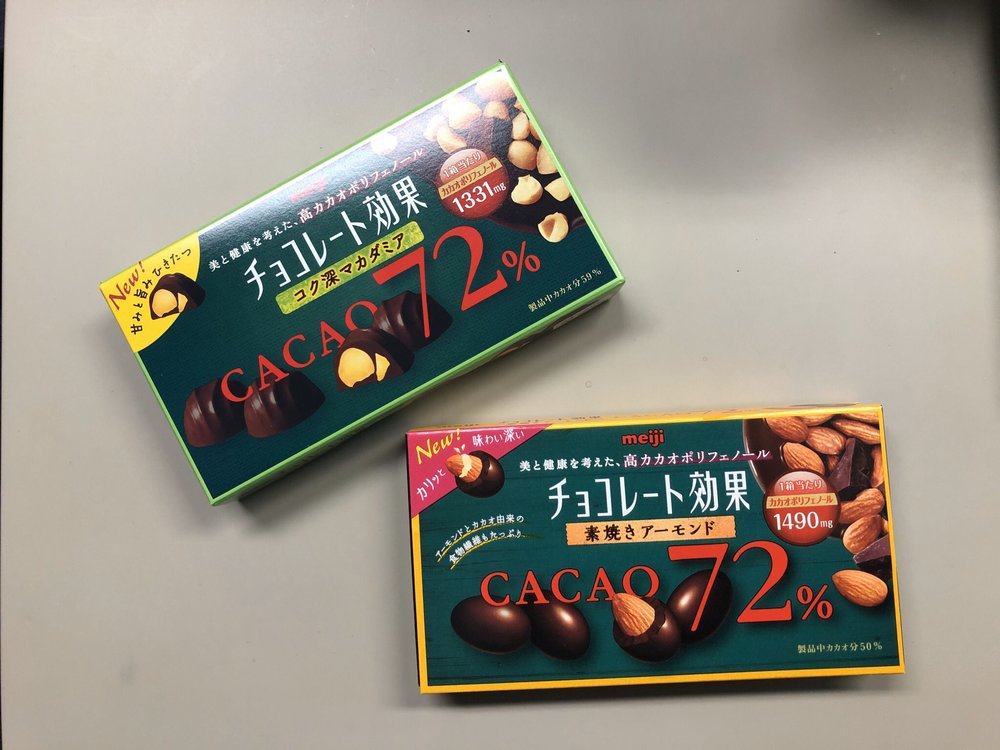 meiji
美と健康を考えた、高カカオポリフェノール
チョコレート効果
コク深マカダミア
CACAO 72%
New!
甘みと旨みひきたつ
1箱当たり
カカオポリフェノール
1331mg
製品中カカオ分59%
meiji
美と健康を考えた、高カカオポリフェノール
チョコレート効果
素焼きアーモンド
CACAO 72%
New!
カリッと
味わい深い
アーモンドとカカオ由来の
食物繊維もたっぷり
1箱当たり
カカオポリフェノール
1490mg
製品中カカオ分50%